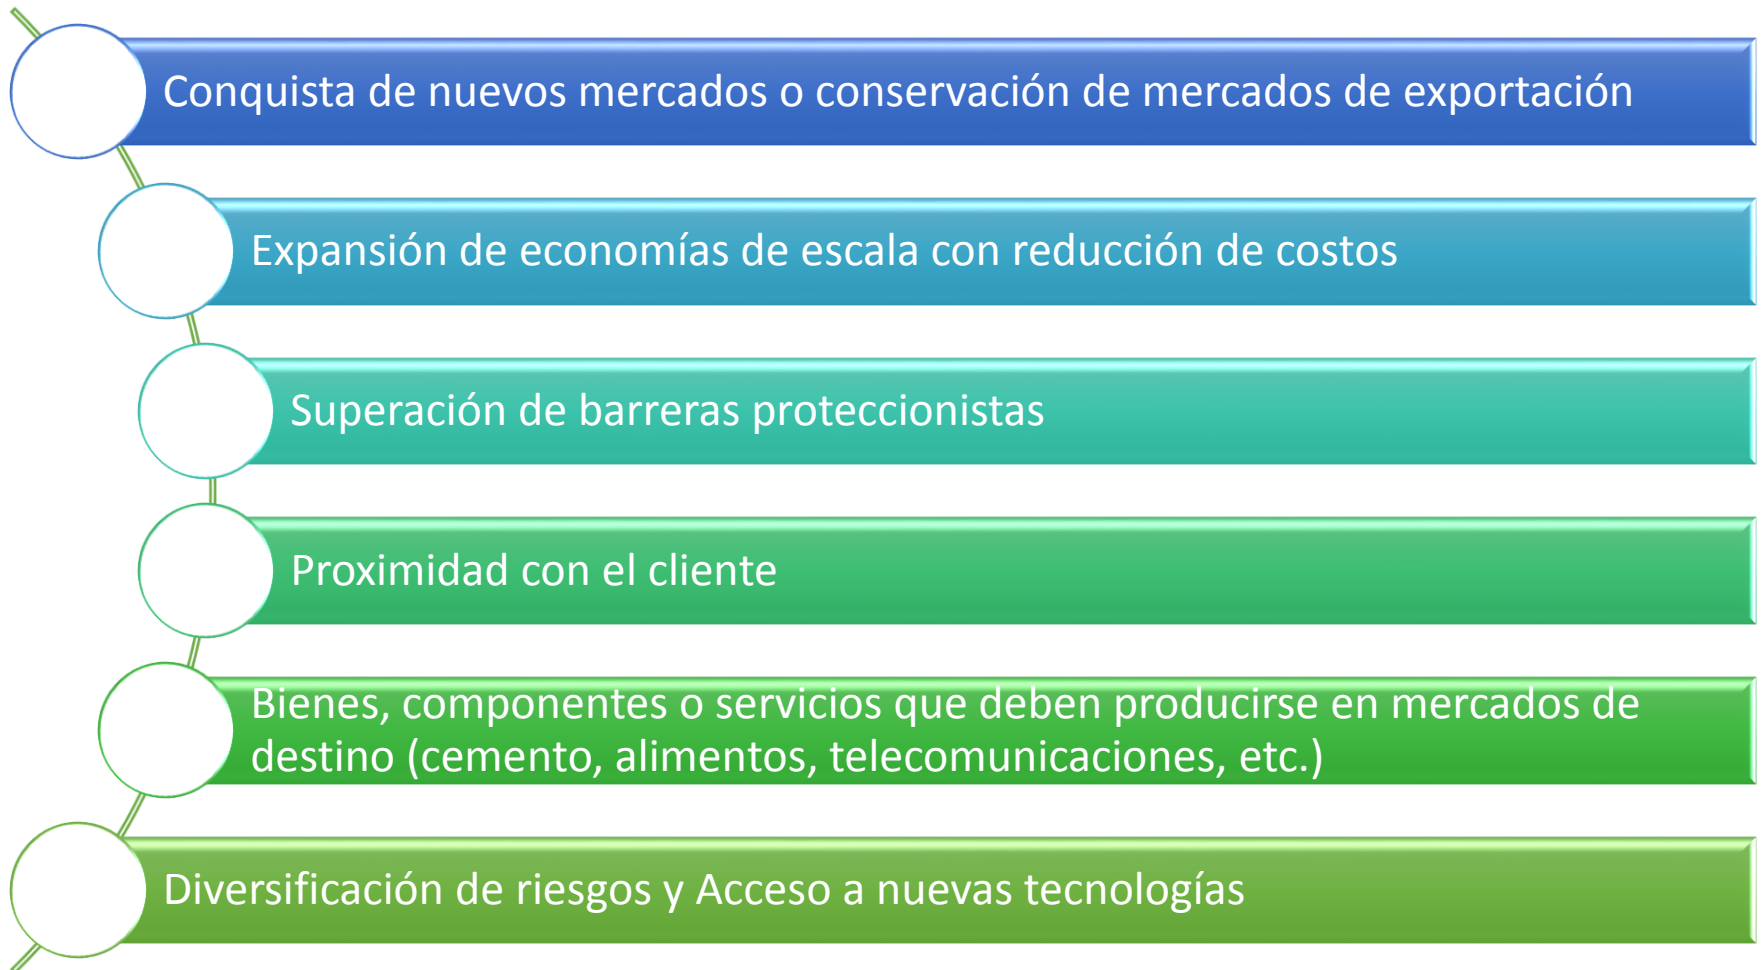 Conquista de nuevos mercados o conservación de mercados de exportación
Expansión de economías de escala con reducción de costos
Superación de barreras proteccionistas
Proximidad con el cliente
Bienes, componentes o servicios que deben producirse en mercados de
destino (cemento, alimentos, telecomunicaciones, etc.)
Diversificación de riesgos y Acceso a nuevas tecnologías